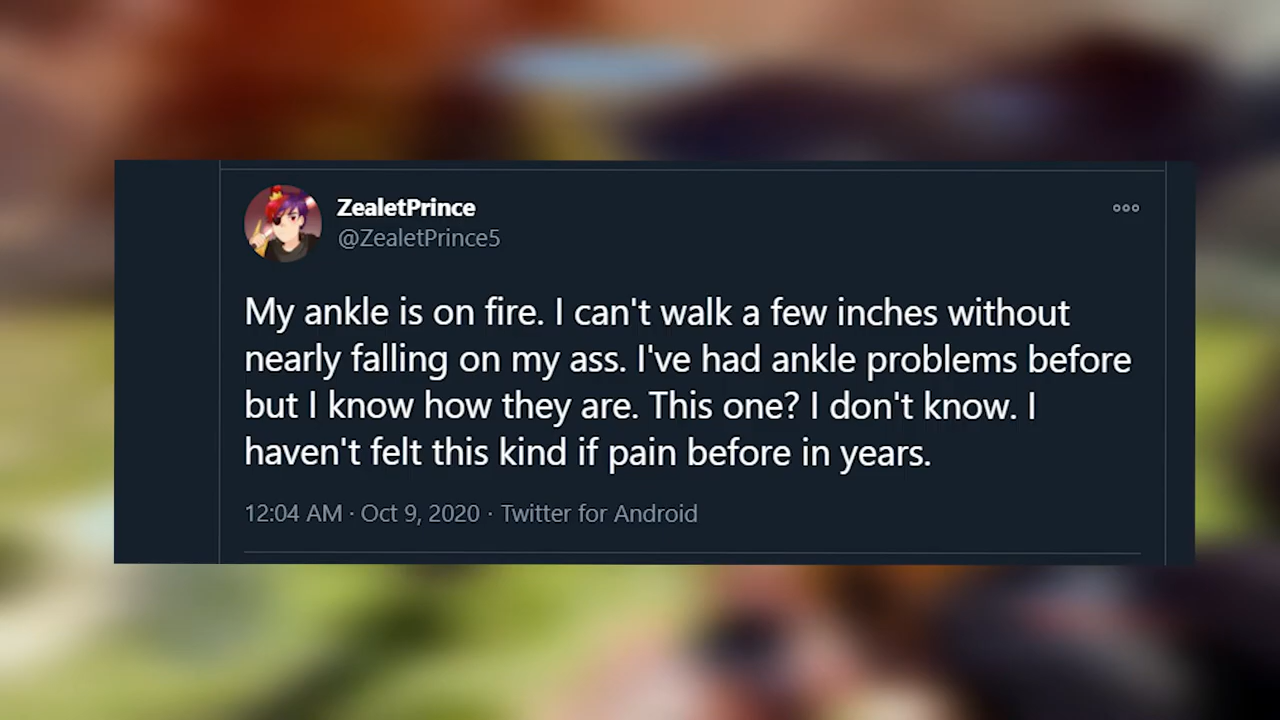 ZealetPrince
@ZealetPrince5
My ankle is on fire. I can't walk a few inches without
nearly falling on my ass. I've had ankle problems before
but I know how they are. This one? I don't know. I
haven't felt this kind if pain before in years.
12:04 AM · Oct 9, 2020 · Twitter for Android